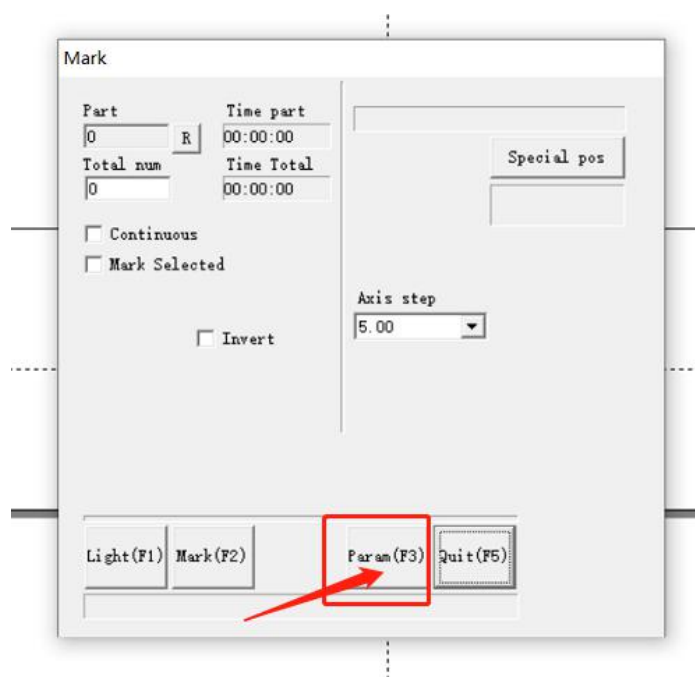 Mark
Part Time part
0 R 00:00:00
Total num Time Total
0 00:00:00
Special pos
Continuous
Mark Selected
Axis step
5.00
Invert
Light(F1) Mark(F2) Param(F3) Quit(F5)